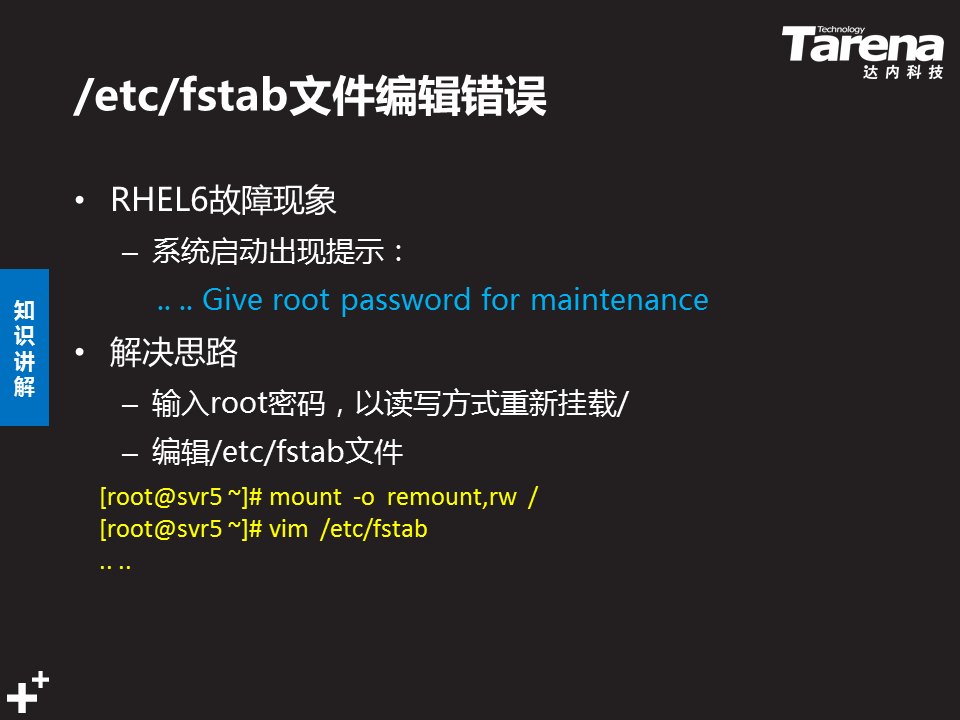 Technology
Tarena
达内科技
/etc/fstab文件编辑错误
• RHEL6故障现象
– 系统启动出现提示：
.. .. Give root password for maintenance
知识讲解
• 解决思路
– 输入root密码，以读写方式重新挂载/
– 编辑/etc/fstab文件
[root@svr5 ~]# mount -o remount,rw /
[root@svr5 ~]# vim /etc/fstab
.. ..